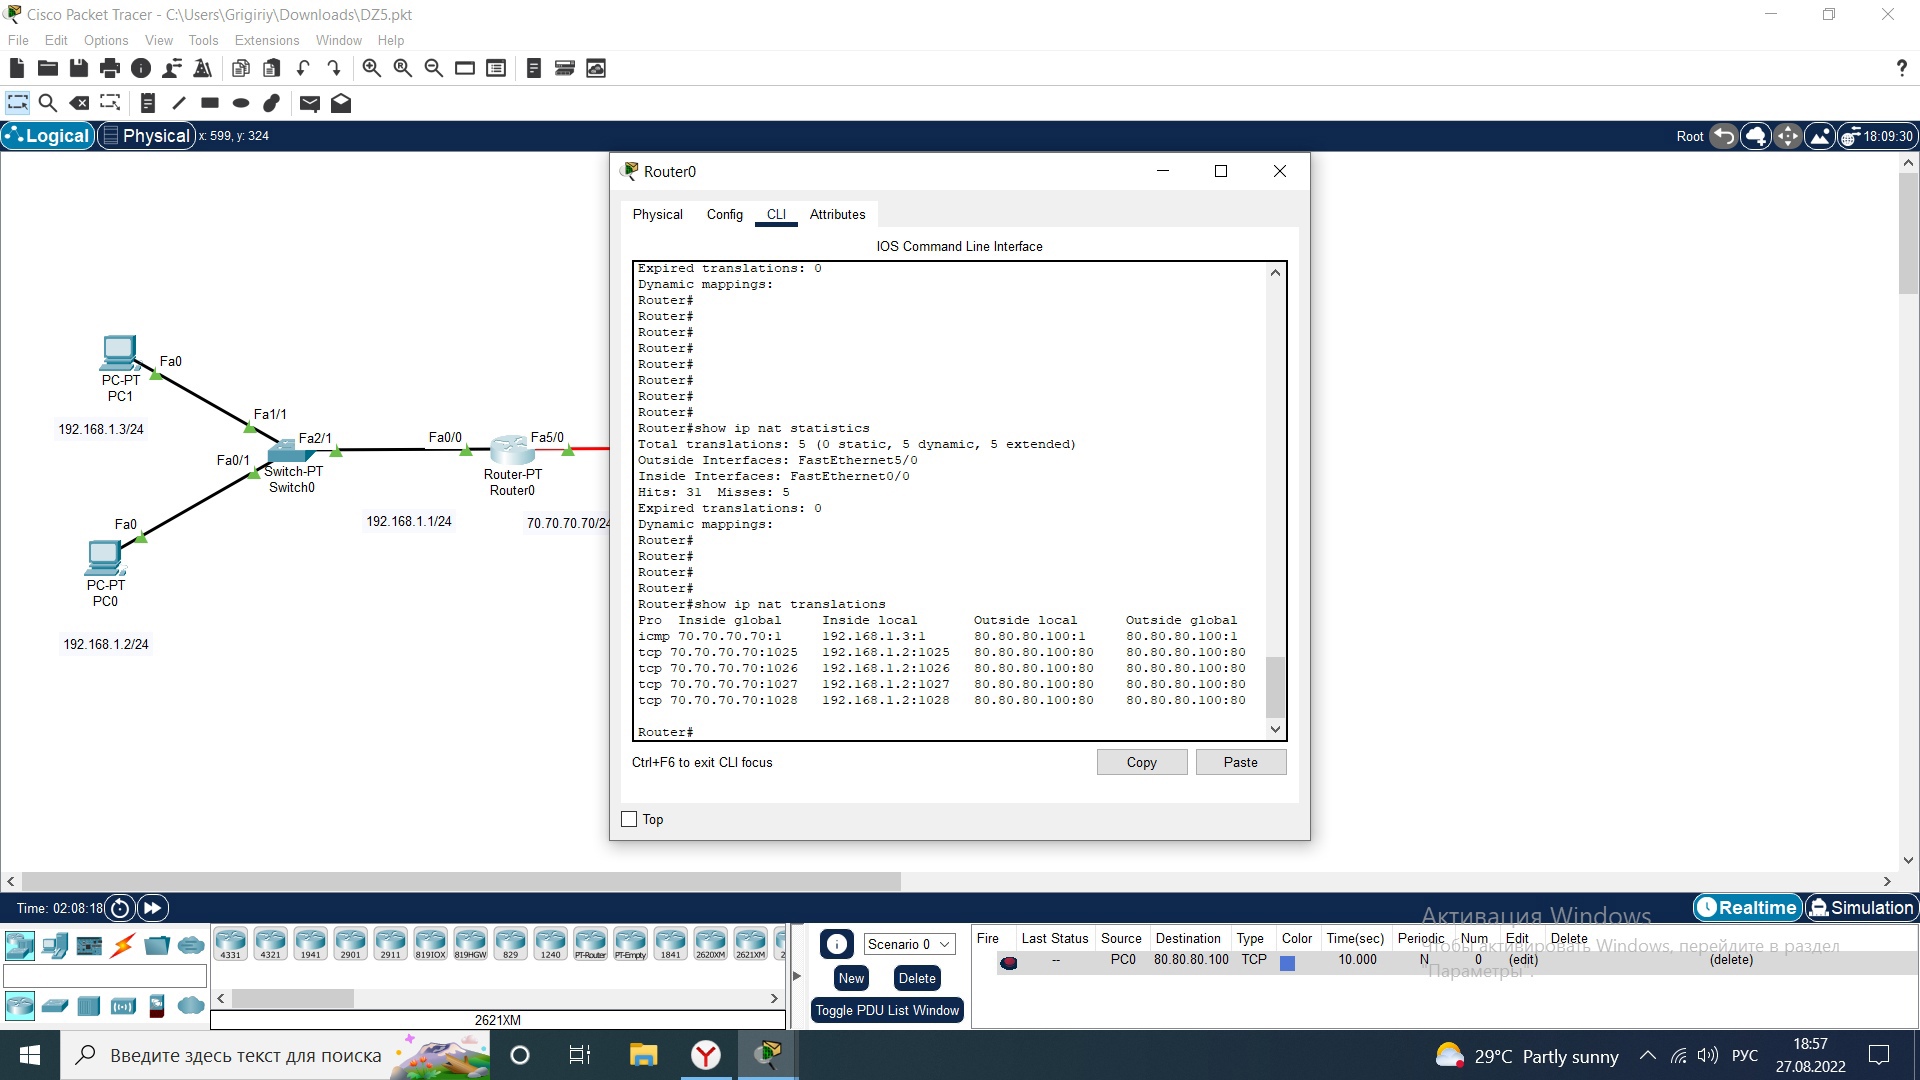 Cisco Packet Tracer - C:\Users\Grigiriy\Downloads\DZ5.pkt
File Edit Options View Tools Extensions Window Help
?
Logical Physical x: 599, y: 324 Root 18:09:30
Router0
Physical Config CLI Attributes
IOS Command Line Interface
Expired translations: 0
Dynamic mappings:
Router#
Router#
Router#
Router#
Router#
Router#
Router#
Router#
Router#show ip nat statistics
Total translations: 5 (0 static, 5 dynamic, 5 extended)
Outside Interfaces: FastEthernet5/0
Inside Interfaces: FastEthernet0/0
Hits: 31 Misses: 5
Expired translations: 0
Dynamic mappings:
Router#
Router#
Router#
Router#
Router#show ip nat translations
Pro Inside global Inside local Outside local Outside global
icmp 70.70.70.70:1 192.168.1.3:1 80.80.80.100:1 80.80.80.100:1
tcp 70.70.70.70:1025 192.168.1.2:1025 80.80.80.100:80 80.80.80.100:80
tcp 70.70.70.70:1026 192.168.1.2:1026 80.80.80.100:80 80.80.80.100:80
tcp 70.70.70.70:1027 192.168.1.2:1027 80.80.80.100:80 80.80.80.100:80
tcp 70.70.70.70:1028 192.168.1.2:1028 80.80.80.100:80 80.80.80.100:80
Router#
Ctrl+F6 to exit CLI focus
Copy Paste
Top
Fa0
PC-PT
PC1
192.168.1.3/24
Fa1/1
Fa2/1
Fa0/1
Switch-PT
Switch0
Fa0/0
Fa5/0
Router-PT
Router0
192.168.1.1/24
70.70.70.70/24
Fa0
PC-PT
PC0
192.168.1.2/24
Time: 02:08:18
Realtime Simulation
Активация Windows
Чтобы активировать Windows, перейдите в раздел
"Параметры".
4331 4321 1941 2901 2911 819IOX 819HGW 829 1240 PT-Router PT-Empty 1841 2620XM 2621XM 2
2621XM
Scenario 0
New Delete
Toggle PDU List Window
Fire Last Status Source Destination Type Color Time(sec) Periodic Num Edit Delete
-- PC0 80.80.80.100 TCP 10.000 N 0 (edit) (delete)
Введите здесь текст для поиска
29°C Partly sunny
РУС
18:57
27.08.2022